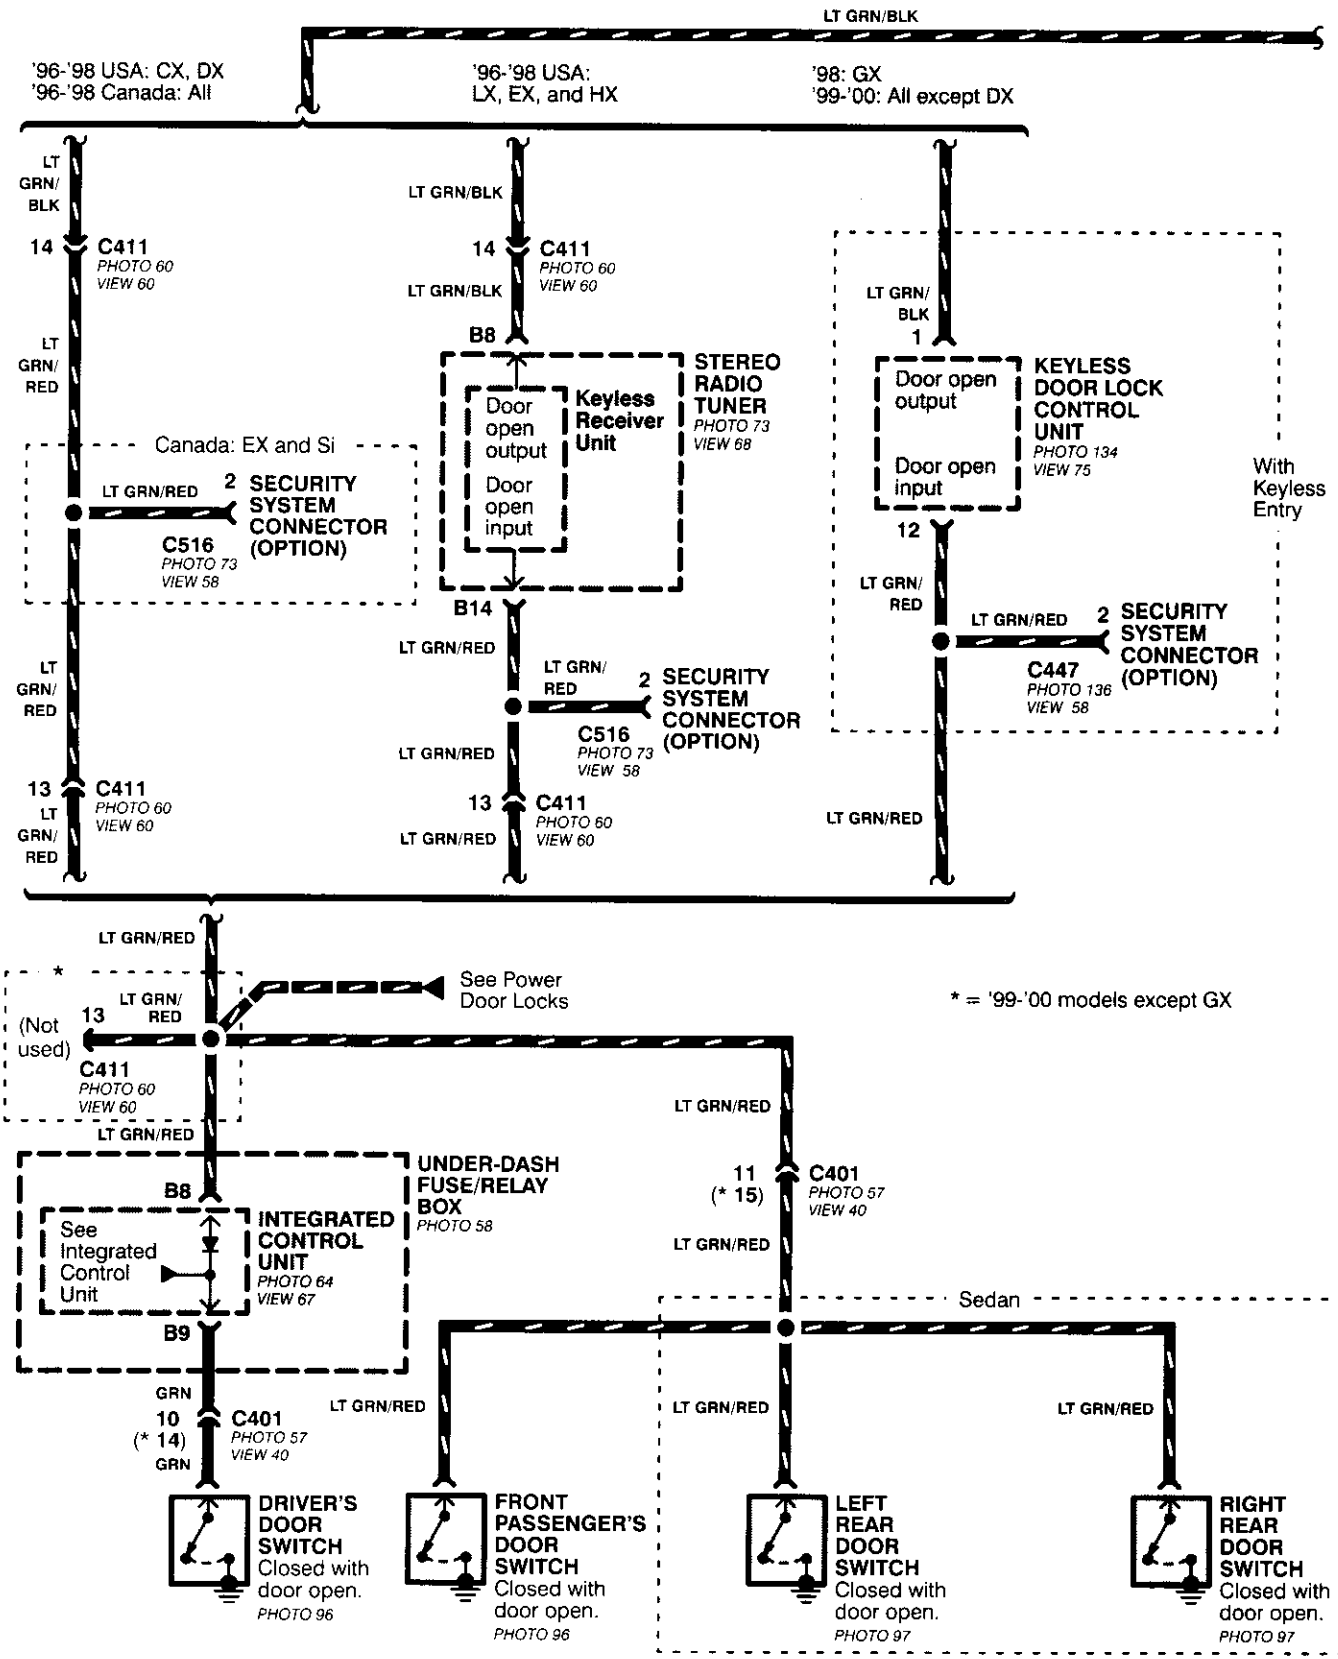 LT GRN/BLK
'96-'98 USA: CX, DX
'96-'98 Canada: All
'96-'98 USA:
LX, EX, and HX
'98: GX
'99-'00: All except DX
LT
GRN/
BLK
14
C411
PHOTO 60
VIEW 60
LT
GRN/
RED
Canada: EX and Si
LT GRN/RED
2
SECURITY
SYSTEM
CONNECTOR
(OPTION)
C516
PHOTO 73
VIEW 58
LT
GRN/
RED
13
C411
PHOTO 60
VIEW 60
LT
GRN/
RED
LT GRN/BLK
14
C411
PHOTO 60
VIEW 60
LT GRN/BLK
B8
STEREO
RADIO
TUNER
PHOTO 73
VIEW 68
Keyless
Receiver
Unit
Door
open
output
Door
open
input
B14
LT GRN/RED
LT GRN/
RED
2
SECURITY
SYSTEM
CONNECTOR
(OPTION)
C516
PHOTO 73
VIEW 58
LT GRN/RED
13
C411
PHOTO 60
VIEW 60
LT GRN/RED
LT GRN/
BLK
1
Door open
output
Door open
input
KEYLESS
DOOR LOCK
CONTROL
UNIT
PHOTO 134
VIEW 75
With
Keyless
Entry
12
LT GRN/
RED
LT GRN/RED
2
SECURITY
SYSTEM
CONNECTOR
(OPTION)
C447
PHOTO 136
VIEW 58
LT GRN/RED
LT GRN/RED
*
LT GRN/
RED
13
(Not
used)
C411
PHOTO 60
VIEW 60
See Power
Door Locks
* = '99-'00 models except GX
LT GRN/RED
UNDER-DASH
FUSE/RELAY
BOX
PHOTO 58
B8
See
Integrated
Control
Unit
INTEGRATED
CONTROL
UNIT
PHOTO 64
VIEW 67
B9
GRN
10
(* 14)
C401
PHOTO 57
VIEW 40
GRN
LT GRN/RED
11
(* 15)
C401
PHOTO 57
VIEW 40
LT GRN/RED
Sedan
LT GRN/RED
LT GRN/RED
LT GRN/RED
DRIVER'S
DOOR
SWITCH
Closed with
door open.
PHOTO 96
FRONT
PASSENGER'S
DOOR
SWITCH
Closed with
door open.
PHOTO 96
LEFT
REAR
DOOR
SWITCH
Closed with
door open.
PHOTO 97
RIGHT
REAR
DOOR
SWITCH
Closed with
door open.
PHOTO 97